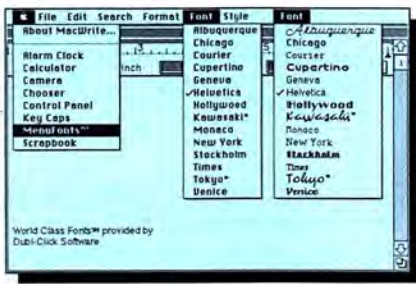 File Edit Search Format Font Style Font
About MacWrite...
Alarm Clock
Calculator
Camera
Chooser
Control Panel
Key Caps
MenuFonts™
Scrapbook
inch
Albuquerque
Chicago
Courier
Cupertino
Geneva
✓Helvetica
Hollywood
Kawasaki*
Monaco
New York
Stockholm
Times
Tokyo*
Venice
Albuquerque
Chicago
Courier
Cupertino
Geneva
✓Helvetica
Hollywood
Kawasaki*
Monaco
New York
Stockholm
Times
Tokyo*
Venice
World Class Fonts™ provided by
Dubl-Click Software